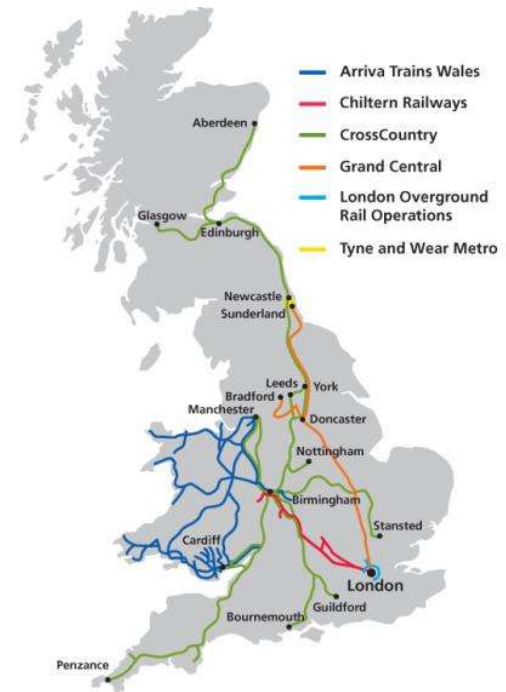 Arriva Trains Wales
Chiltern Railways
CrossCountry
Grand Central
London Overground
Rail Operations
Tyne and Wear Metro
Aberdeen
Glasgow
Edinburgh
Newcastle
Sunderland
Leeds
York
Bradford
Manchester
Doncaster
Nottingham
Birmingham
Stansted
Cardiff
London
Guildford
Bournemouth
Penzance